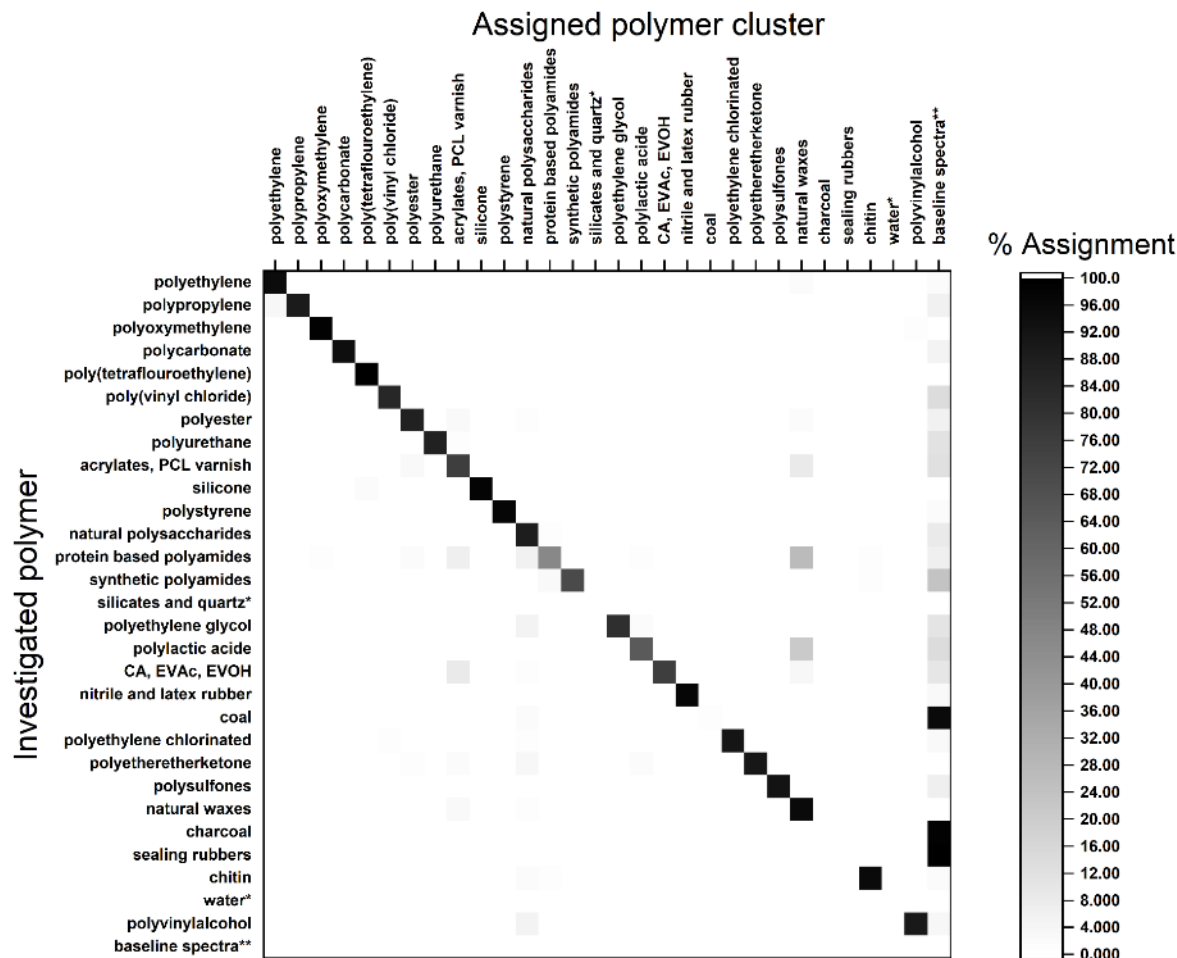 Assigned polymer cluster
polyethylene
polypropylene
polyoxymethylene
polycarbonate
poly(tetraflouroethylene)
poly(vinyl chloride)
polyester
polyurethane
acrylates, PCL varnish
silicone
polystyrene
natural polysaccharides
protein based polyamides
synthetic polyamides
silicates and quartz*
polyethylene glycol
polylactic acide
CA, EVAc, EVOH
nitrile and latex rubber
coal
polyethylene chlorinated
polyetheretherketone
polysulfones
natural waxes
charcoal
sealing rubbers
chitin
water*
polyvinylalcohol
baseline spectra**
% Assignment
100.0
96.00
92.00
88.00
84.00
80.00
76.00
72.00
68.00
64.00
60.00
56.00
52.00
48.00
44.00
40.00
36.00
32.00
28.00
24.00
20.00
16.00
12.00
8.000
4.000
0.000
Investigated polymer
polyethylene
polypropylene
polyoxymethylene
polycarbonate
poly(tetraflouroethylene)
poly(vinyl chloride)
polyester
polyurethane
acrylates, PCL varnish
silicone
polystyrene
natural polysaccharides
protein based polyamides
synthetic polyamides
silicates and quartz*
polyethylene glycol
polylactic acide
CA, EVAc, EVOH
nitrile and latex rubber
coal
polyethylene chlorinated
polyetheretherketone
polysulfones
natural waxes
charcoal
sealing rubbers
chitin
water*
polyvinylalcohol
baseline spectra**